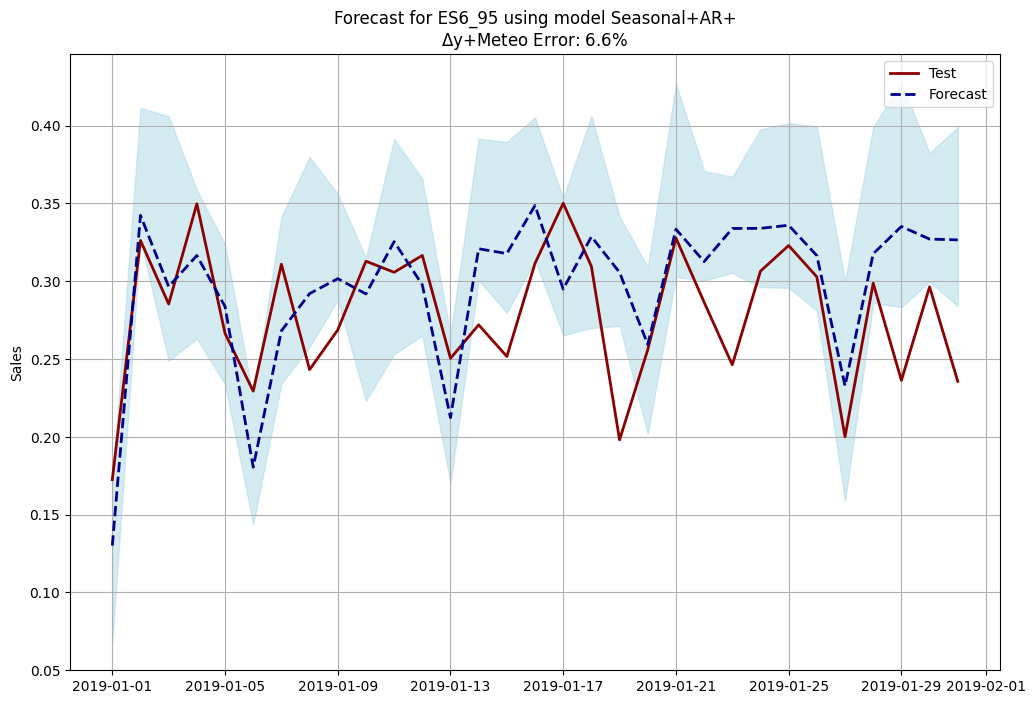 Forecast for ES6_95 using model Seasonal+AR+
Δy+Meteo Error: 6.6%
Test
Forecast
Sales
0.40
0.35
0.30
0.25
0.20
0.15
0.10
0.05
2019-01-01 2019-01-05 2019-01-09 2019-01-13 2019-01-17 2019-01-21 2019-01-25 2019-01-29 2019-02-01